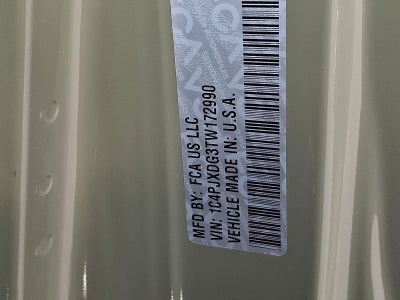 MFD BY: FCA US LLC
VIN: 1C4PJXDG3TW172990
VEHICLE MADE IN: U.S.A.